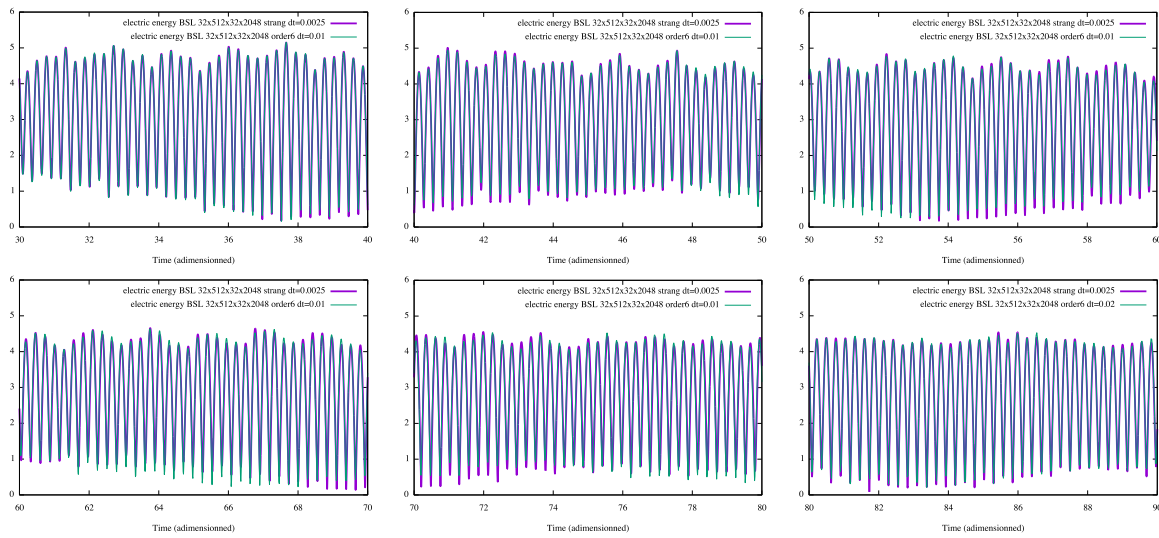 electric energy BSL 32x512x32x2048 strang dt=0.0025
electric energy BSL 32x512x32x2048 order6 dt=0.01
6
5
4
3
2
1
0
30 32 34 36 38 40
Time (adimensionned)
electric energy BSL 32x512x32x2048 strang dt=0.0025
electric energy BSL 32x512x32x2048 order6 dt=0.01
6
5
4
3
2
1
0
40 42 44 46 48 50
Time (adimensionned)
electric energy BSL 32x512x32x2048 strang dt=0.0025
electric energy BSL 32x512x32x2048 order6 dt=0.01
6
5
4
3
2
1
0
50 52 54 56 58 60
Time (adimensionned)
electric energy BSL 32x512x32x2048 strang dt=0.0025
electric energy BSL 32x512x32x2048 order6 dt=0.01
6
5
4
3
2
1
0
60 62 64 66 68 70
Time (adimensionned)
electric energy BSL 32x512x32x2048 strang dt=0.0025
electric energy BSL 32x512x32x2048 order6 dt=0.01
6
5
4
3
2
1
0
70 72 74 76 78 80
Time (adimensionned)
electric energy BSL 32x512x32x2048 strang dt=0.0025
electric energy BSL 32x512x32x2048 order6 dt=0.02
6
5
4
3
2
1
0
80 82 84 86 88 90
Time (adimensionned)